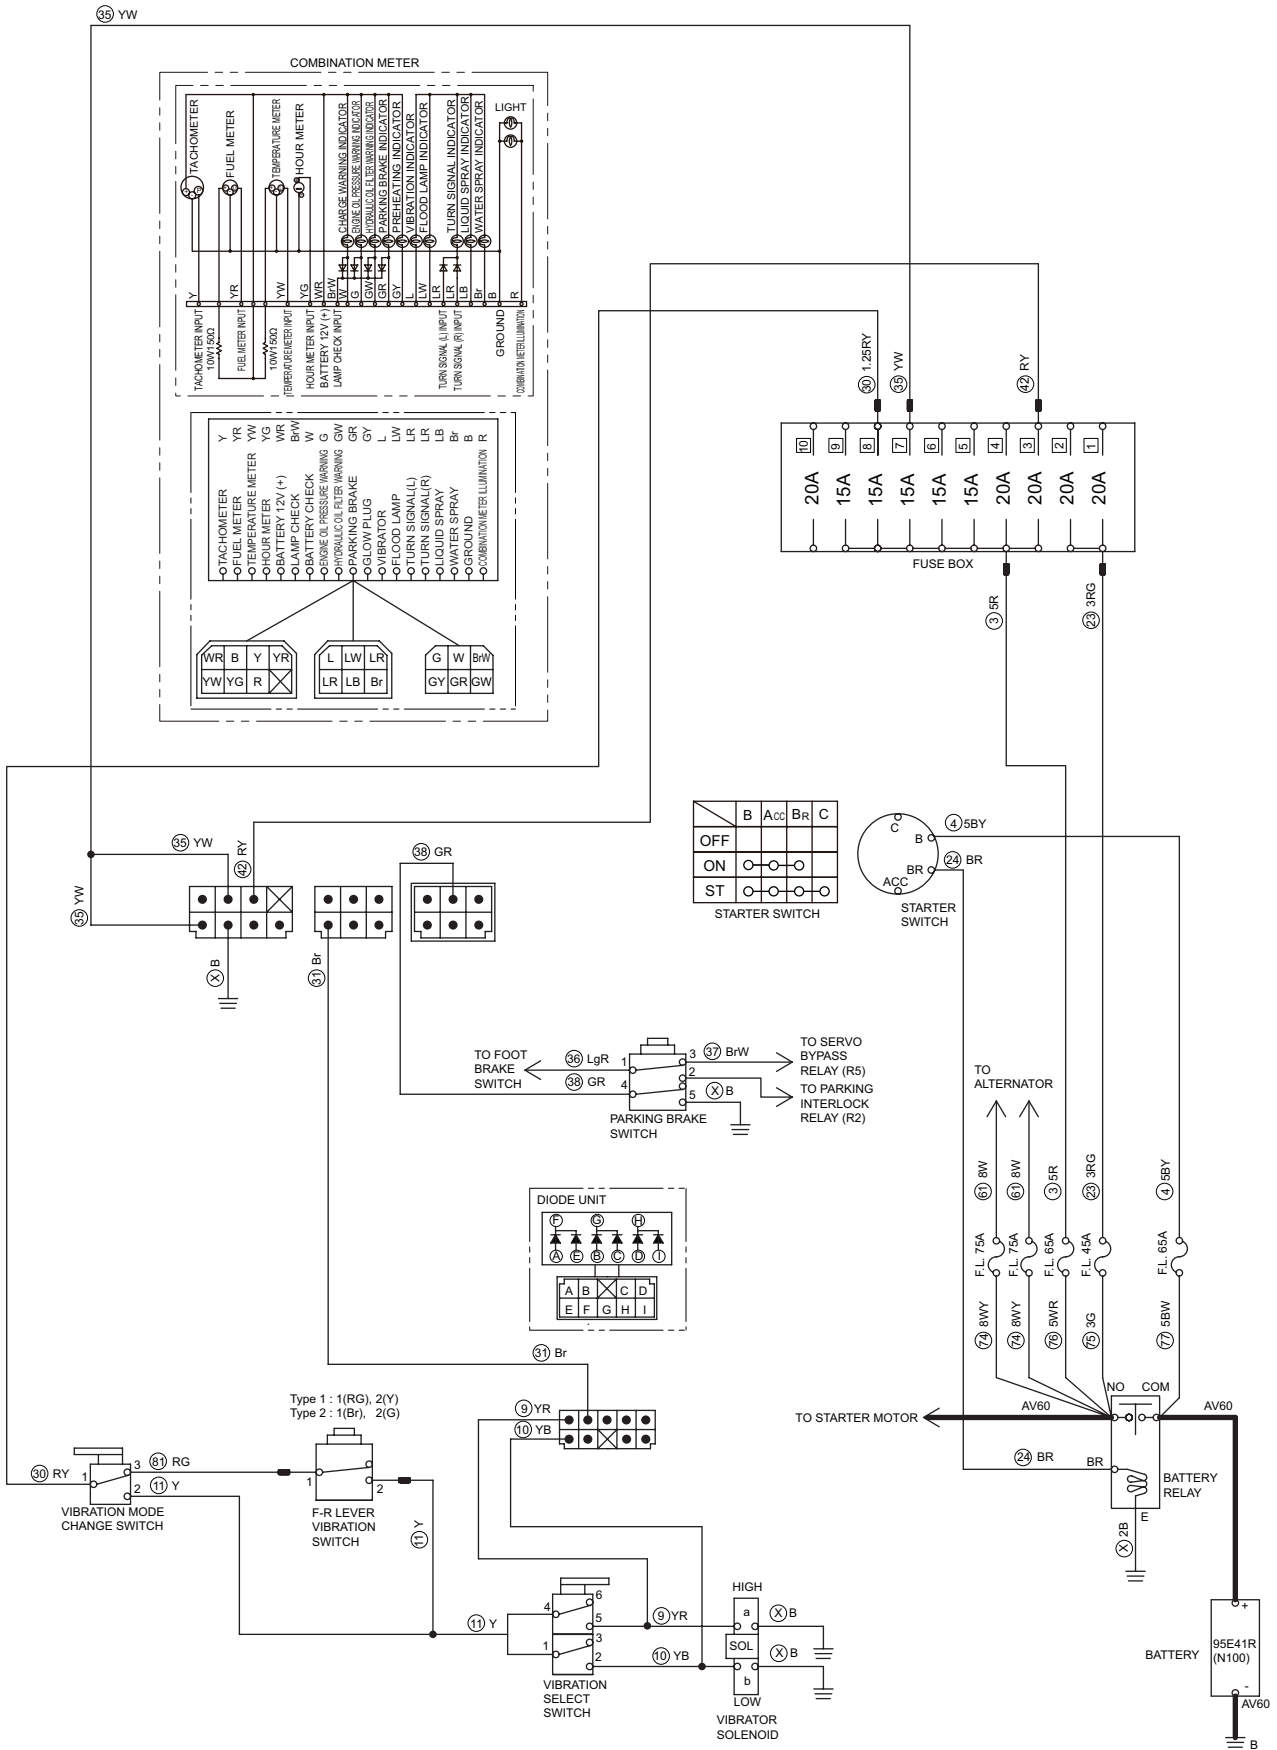 35 YW
COMBINATION METER
TACHOMETER
FUEL METER
TEMPERATURE METER
HOUR METER
CHARGE WARNING INDICATOR
ENGINE OIL PRESSURE WARNING INDICATOR
HYDRAULIC OIL FILTER WARNING INDICATOR
PARKING BRAKE INDICATOR
PREHEATING INDICATOR
VIBRATION INDICATOR
FLOOD LAMP INDICATOR
TURN SIGNAL INDICATOR
LIQUID SPRAY INDICATOR
WATER SPRAY INDICATOR
LIGHT
Y
YR
YW
YG
WR
BrW
W
G
GW
GR
GY
L
LW
LR
LR
LB
Br
B
R
TACHOMETER INPUT
10W150Ω
FUEL METER INPUT
10W150Ω
TEMPERATURE METER INPUT
HOUR METER INPUT
BATTERY 12V (+)
LAMP CHECK INPUT
TURN SIGNAL (L) INPUT
TURN SIGNAL (R) INPUT
GROUND
COMBINATION METER ILLUMINATION
TACHOMETER Y
FUEL METER YR
TEMPERATURE METER YW
HOUR METER YG
BATTERY 12V (+) WR
LAMP CHECK BrW
BATTERY CHECK W
ENGINE OIL PRESSURE WARNING G
HYDRAULIC OIL FILTER WARNING GW
PARKING BRAKE GR
GLOW PLUG GY
VIBRATOR L
FLOOD LAMP LW
TURN SIGNAL(L) LR
TURN SIGNAL(R) LR
LIQUID SPRAY LB
WATER SPRAY Br
GROUND B
COMBINATION METER ILLUMINATION R
WR B Y YR
YW YG R
L LW LR
LR LB Br
G W BrW
GY GR GW
30 1.25RY
35 YW
42 RY
10 9 8 7 6 5 4 3 2 1
20A 15A 15A 15A 15A 15A 20A 20A 20A 20A
FUSE BOX
3 5R
23 3RG
35 YW
42 RY
38 GR
35 YW
X B
31 Br
B ACC BR C
OFF
ON
ST
STARTER SWITCH
C
B
BR
ACC
4 5BY
24 BR
STARTER
SWITCH
TO FOOT
BRAKE
SWITCH
36 LgR
38 GR
1
4
3
2
5
37 BrW
X B
TO SERVO
BYPASS
RELAY (R5)
TO PARKING
INTERLOCK
RELAY (R2)
PARKING BRAKE
SWITCH
TO
ALTERNATOR
61 8W
61 8W
3 5R
23 3RG
4 5BY
F.L. 75A
F.L. 75A
F.L. 65A
F.L. 45A
F.L. 65A
74 8WY
74 8WY
76 5WR
75 3G
77 5BW
DIODE UNIT
F G H
A E B C D I
A B C D
E F G H I
31 Br
9 YR
10 YB
Type 1 : 1(RG), 2(Y)
Type 2 : 1(Br), 2(G)
NO COM
TO STARTER MOTOR
AV60
AV60
24 BR
BR
BATTERY
RELAY
E
X 2B
30 RY
1
3
2
81 RG
11 Y
VIBRATION MODE
CHANGE SWITCH
1
2
F-R LEVER
VIBRATION
SWITCH
11 Y
11 Y
4
6
5
1
3
2
VIBRATION
SELECT
SWITCH
9 YR
10 YB
HIGH
a
SOL
b
LOW
X B
X B
VIBRATOR
SOLENOID
BATTERY
+
95E41R
(N100)
-
AV60
B